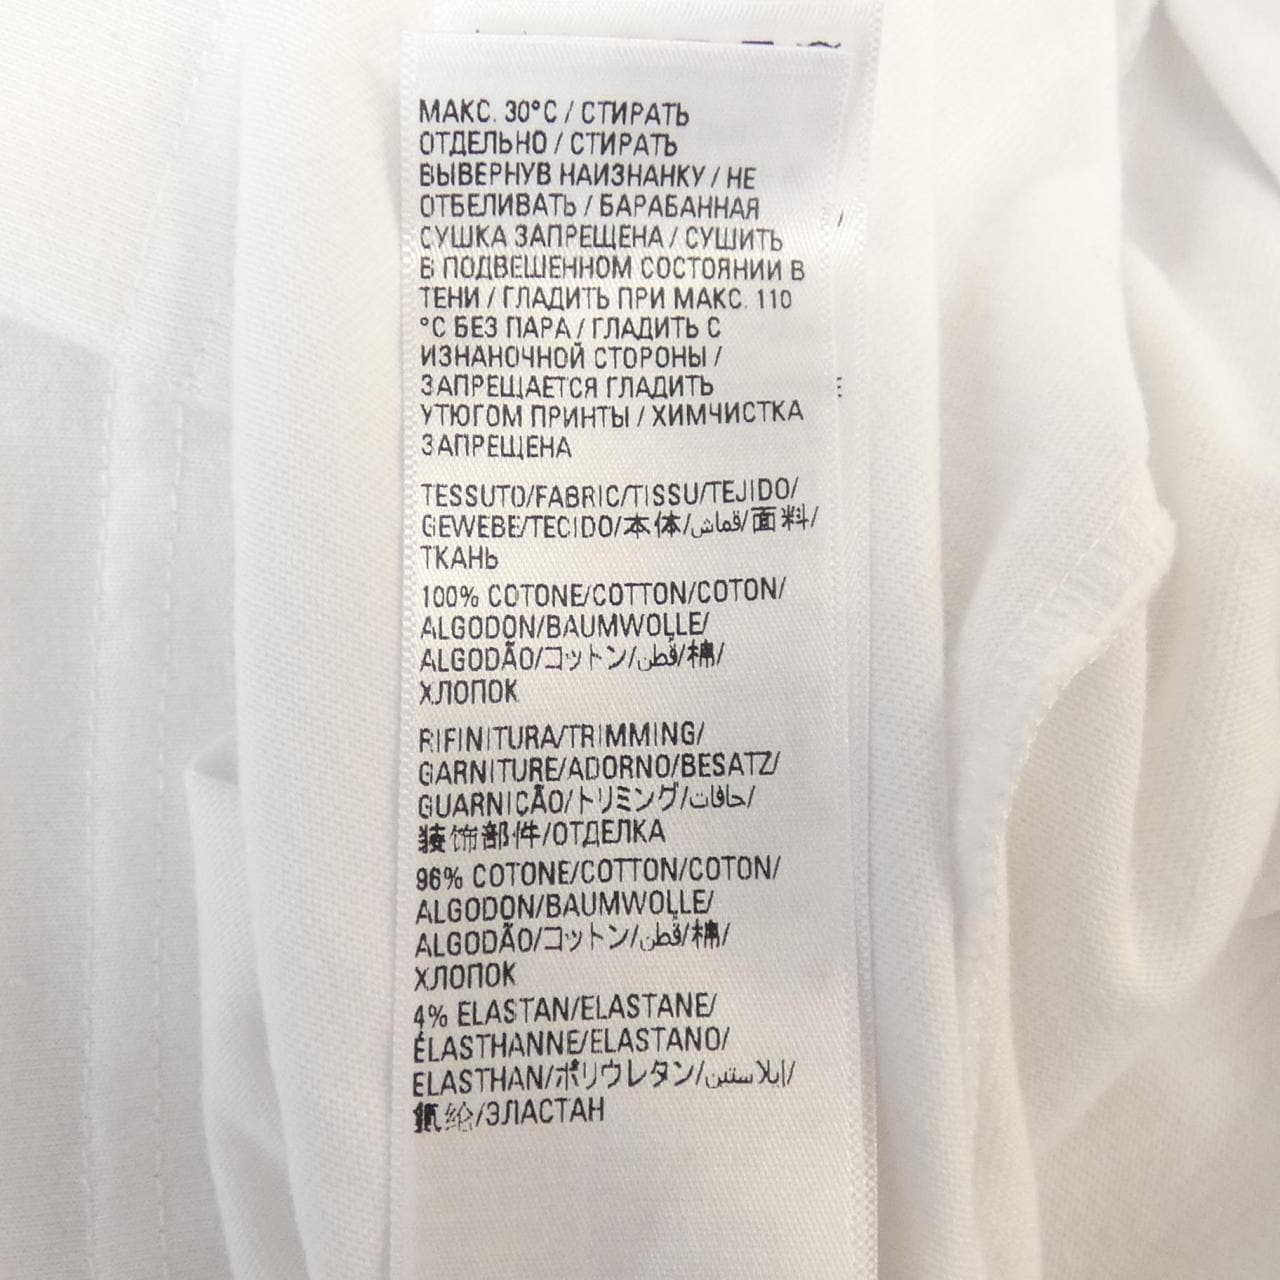 МАКС. 30°C / СТИРАТЬ
ОТДЕЛЬНО / СТИРАТЬ
ВЫВЕРНУВ НАИЗНАНКУ / НЕ
ОТБЕЛИВАТЬ / БАРАБАННАЯ
СУШКА ЗАПРЕЩЕНА / СУШИТЬ
В ПОДВЕШЕННОМ СОСТОЯНИИ В
ТЕНИ / ГЛАДИТЬ ПРИ МАКС. 110
°C БЕЗ ПАРА / ГЛАДИТЬ С
ИЗНАНОЧНОЙ СТОРОНЫ /
ЗАПРЕЩАЕТСЯ ГЛАДИТЬ
УТЮГОМ ПРИНТЫ / ХИМЧИСТКА
ЗАПРЕЩЕНА
TESSUTO/FABRIC/TISSU/TEJIDO/
GEWEBE/TECIDO/本体/قماش/面料/
ТКАНЬ
100% COTONE/COTTON/COTON/
ALGODON/BAUMWOLLE/
ALGODÃO/コットン/قطن/棉/
ХЛОПОК
RIFINITURA/TRIMMING/
GARNITURE/ADORNO/BESATZ/
GUARNICÃO/トリミング/حافات/
装饰部件/ОТДЕЛКА
96% COTONE/COTTON/COTON/
ALGODON/BAUMWOLLE/
ALGODÃO/コットン/قطن/棉/
ХЛОПОК
4% ELASTAN/ELASTANE/
ÉLASTHANNE/ELASTANO/
ELASTHAN/ポリウレタン/إيلاستين/
氨纶/ЭЛАСТАН